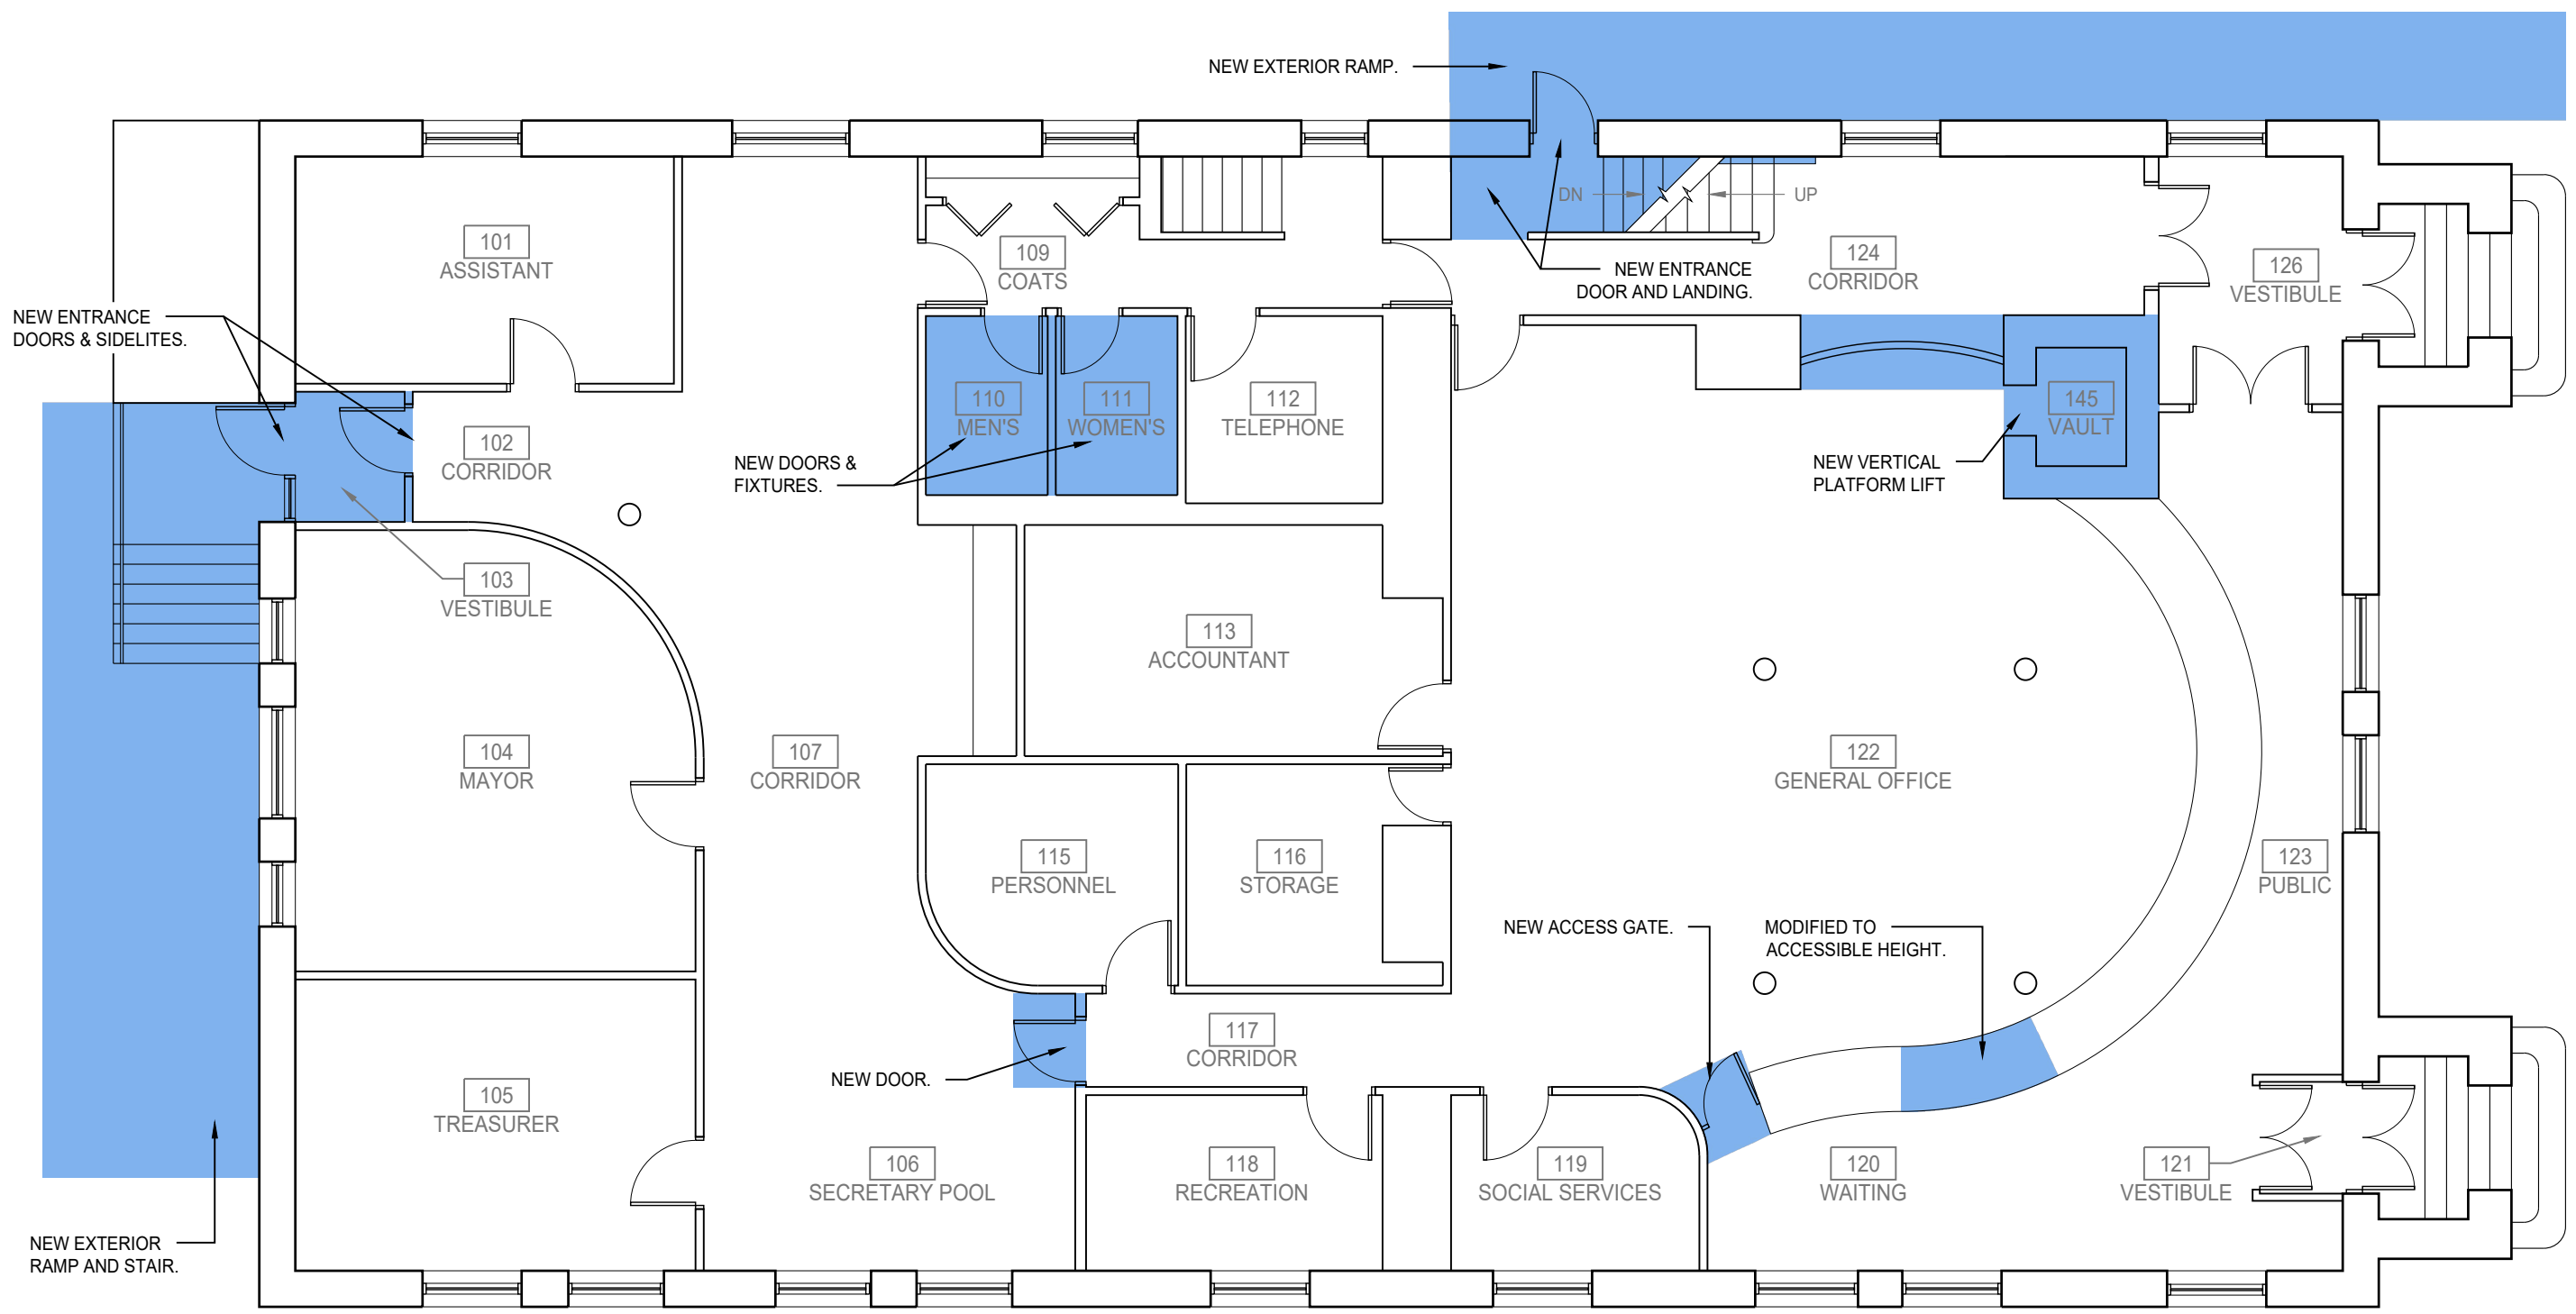 NEW EXTERIOR RAMP.
DN
UP
101
ASSISTANT
109
COATS
NEW ENTRANCE
DOOR AND LANDING.
124
CORRIDOR
126
VESTIBULE
NEW ENTRANCE
DOORS & SIDELITES.
102
CORRIDOR
110
MEN'S
111
WOMEN'S
112
TELEPHONE
145
VAULT
NEW DOORS &
FIXTURES.
NEW VERTICAL
PLATFORM LIFT
103
VESTIBULE
113
ACCOUNTANT
104
MAYOR
107
CORRIDOR
122
GENERAL OFFICE
115
PERSONNEL
116
STORAGE
123
PUBLIC
NEW ACCESS GATE.
MODIFIED TO
ACCESSIBLE HEIGHT.
117
CORRIDOR
NEW DOOR.
105
TREASURER
106
SECRETARY POOL
118
RECREATION
119
SOCIAL SERVICES
120
WAITING
121
VESTIBULE
NEW EXTERIOR
RAMP AND STAIR.